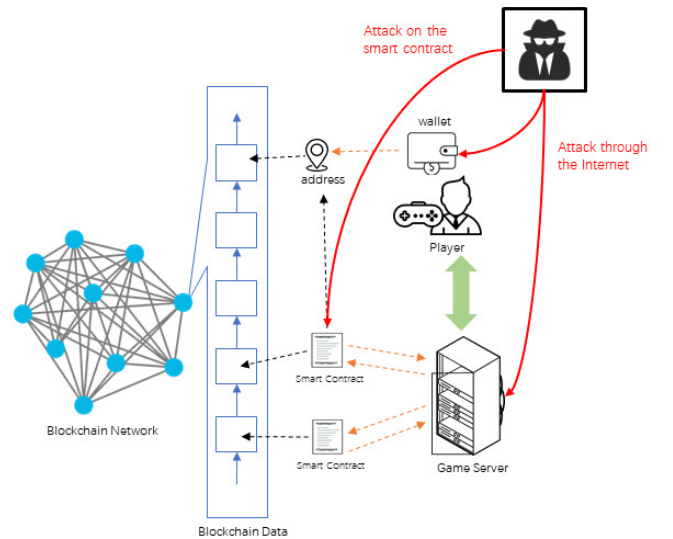 Attack on the
smart contract
wallet
Attack through
the Internet
address
Player
Smart Contract
Blockchain Network
Smart Contract
Game Server
Blockchain Data